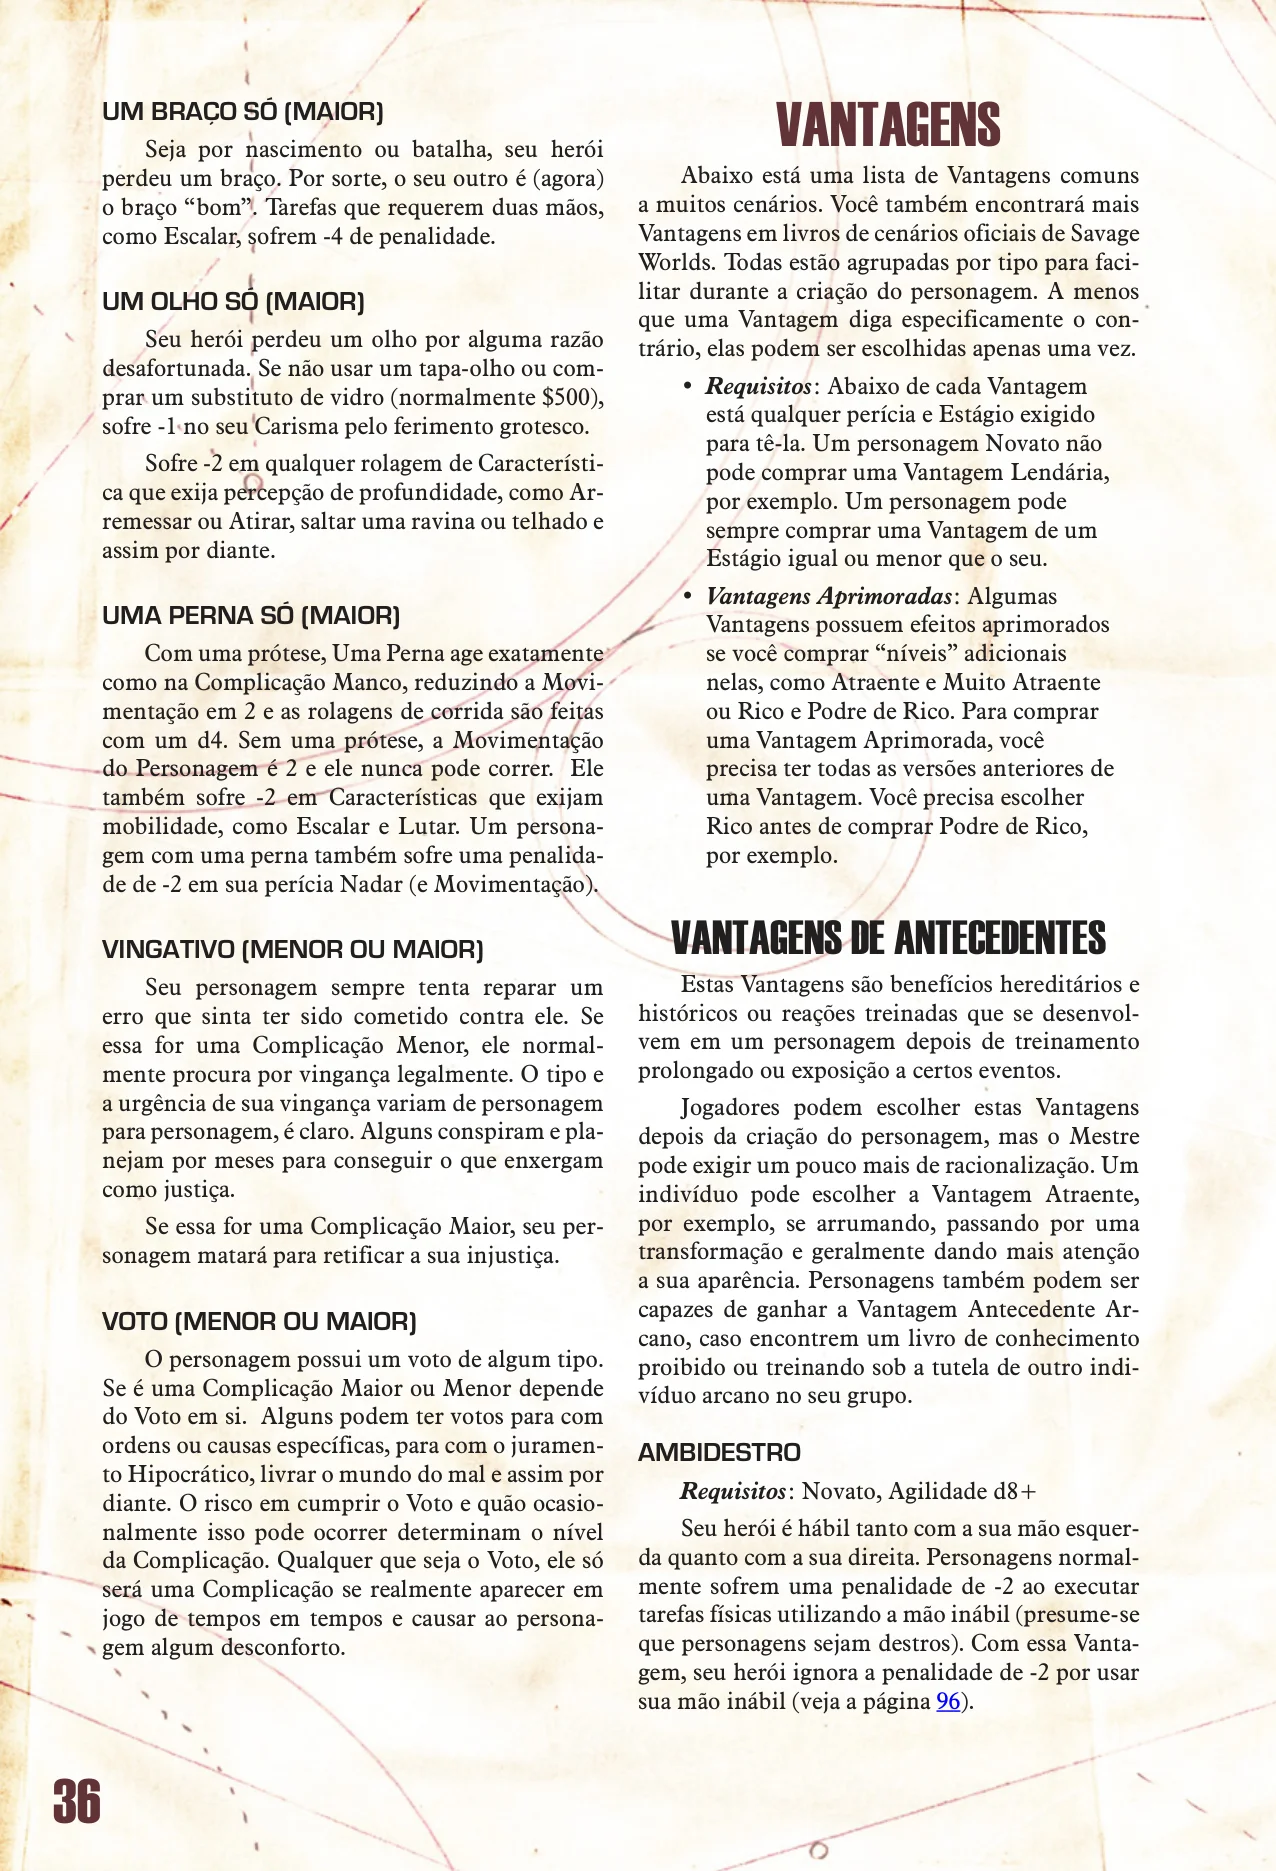 UM BRAÇO SÓ (MAIOR)
Seja por nascimento ou batalha, seu herói
perdeu um braço. Por sorte, o seu outro é (agora)
o braço “bom”. Tarefas que requerem duas mãos,
como Escalar, sofrem -4 de penalidade.
UM OLHO SÓ (MAIOR)
Seu herói perdeu um olho por alguma razão
desafortunada. Se não usar um tapa-olho ou com-
prar um substituto de vidro (normalmente $500),
sofre -1 no seu Carisma pelo ferimento grotesco.
Sofre -2 em qualquer rolagem de Característi-
ca que exija percepção de profundidade, como Ar-
remessar ou Atirar, saltar uma ravina ou telhado e
assim por diante.
UMA PERNA SÓ (MAIOR)
Com uma prótese, Uma Perna age exatamente
como na Complicação Manco, reduzindo a Movi-
mentação em 2 e as rolagens de corrida são feitas
com um d4. Sem uma prótese, a Movimentação
do Personagem é 2 e ele nunca pode correr. Ele
também sofre -2 em Características que exijam
mobilidade, como Escalar e Lutar. Um persona-
gem com uma perna também sofre uma penalida-
de de -2 em sua perícia Nadar (e Movimentação).
VINGATIVO (MENOR OU MAIOR)
Seu personagem sempre tenta reparar um
erro que sinta ter sido cometido contra ele. Se
essa for uma Complicação Menor, ele normal-
mente procura por vingança legalmente. O tipo e
a urgência de sua vingança variam de personagem
para personagem, é claro. Alguns conspiram e pla-
nejam por meses para conseguir o que enxergam
como justiça.
Se essa for uma Complicação Maior, seu per-
sonagem matará para retificar a sua injustiça.
VOTO (MENOR OU MAIOR)
O personagem possui um voto de algum tipo.
Se é uma Complicação Maior ou Menor depende
do Voto em si. Alguns podem ter votos para com
ordens ou causas específicas, para com o juramen-
to Hipocrático, livrar o mundo do mal e assim por
diante. O risco em cumprir o Voto e quão ocasio-
nalmente isso pode ocorrer determinam o nível
da Complicação. Qualquer que seja o Voto, ele só
será uma Complicação se realmente aparecer em
jogo de tempos em tempos e causar ao persona-
gem algum desconforto.
VANTAGENS
Abaixo está uma lista de Vantagens comuns
a muitos cenários. Você também encontrará mais
Vantagens em livros de cenários oficiais de Savage
Worlds. Todas estão agrupadas por tipo para faci-
litar durante a criação do personagem. A menos
que uma Vantagem diga especificamente o con-
trário, elas podem ser escolhidas apenas uma vez.
• Requisitos: Abaixo de cada Vantagem
está qualquer perícia e Estágio exigido
para tê-la. Um personagem Novato não
pode comprar uma Vantagem Lendária,
por exemplo. Um personagem pode
sempre comprar uma Vantagem de um
Estágio igual ou menor que o seu.
• Vantagens Aprimoradas: Algumas
Vantagens possuem efeitos aprimorados
se você comprar “níveis” adicionais
nelas, como Atraente e Muito Atraente
ou Rico e Podre de Rico. Para comprar
uma Vantagem Aprimorada, você
precisa ter todas as versões anteriores de
uma Vantagem. Você precisa escolher
Rico antes de comprar Podre de Rico,
por exemplo.
VANTAGENS DE ANTECEDENTES
Estas Vantagens são benefícios hereditários e
históricos ou reações treinadas que se desenvol-
vem em um personagem depois de treinamento
prolongado ou exposição a certos eventos.
Jogadores podem escolher estas Vantagens
depois da criação do personagem, mas o Mestre
pode exigir um pouco mais de racionalização. Um
indivíduo pode escolher a Vantagem Atraente,
por exemplo, se arrumando, passando por uma
transformação e geralmente dando mais atenção
a sua aparência. Personagens também podem ser
capazes de ganhar a Vantagem Antecedente Ar-
cano, caso encontrem um livro de conhecimento
proibido ou treinando sob a tutela de outro indi-
víduo arcano no seu grupo.
AMBIDESTRO
Requisitos: Novato, Agilidade d8+
Seu herói é hábil tanto com a sua mão esquer-
da quanto com a sua direita. Personagens normal-
mente sofrem uma penalidade de -2 ao executar
tarefas físicas utilizando a mão inábil (presume-se
que personagens sejam destros). Com essa Vanta-
gem, seu herói ignora a penalidade de -2 por usar
sua mão inábil (veja a página 96).
36